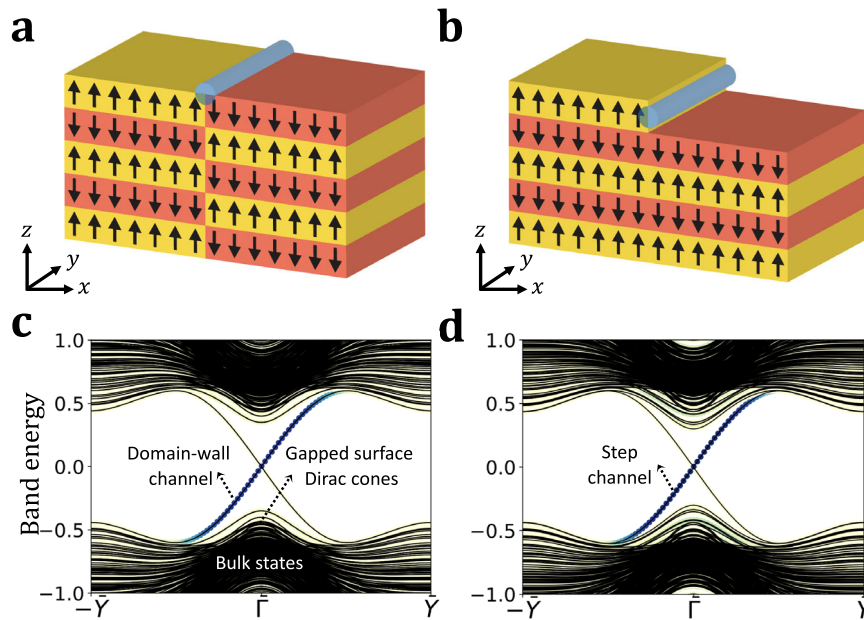 a
b
z
y
x
z
y
x
c
d
Band energy
1.0
0.5
0.0
−0.5
−1.0
Domain-wall
channel
Gapped surface
Dirac cones
Bulk states
−Ȳ
Γ̄
Ȳ
1.0
0.5
0.0
−0.5
−1.0
Step
channel
−Ȳ
Γ̄
Ȳ